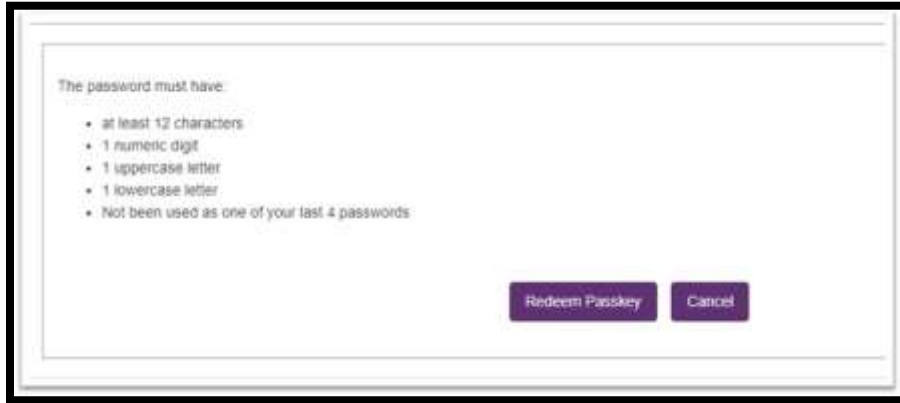 The password must have:
• at least 12 characters
• 1 numeric digit
• 1 uppercase letter
• 1 lowercase letter
• Not been used as one of your last 4 passwords
Redeem Passkey Cancel